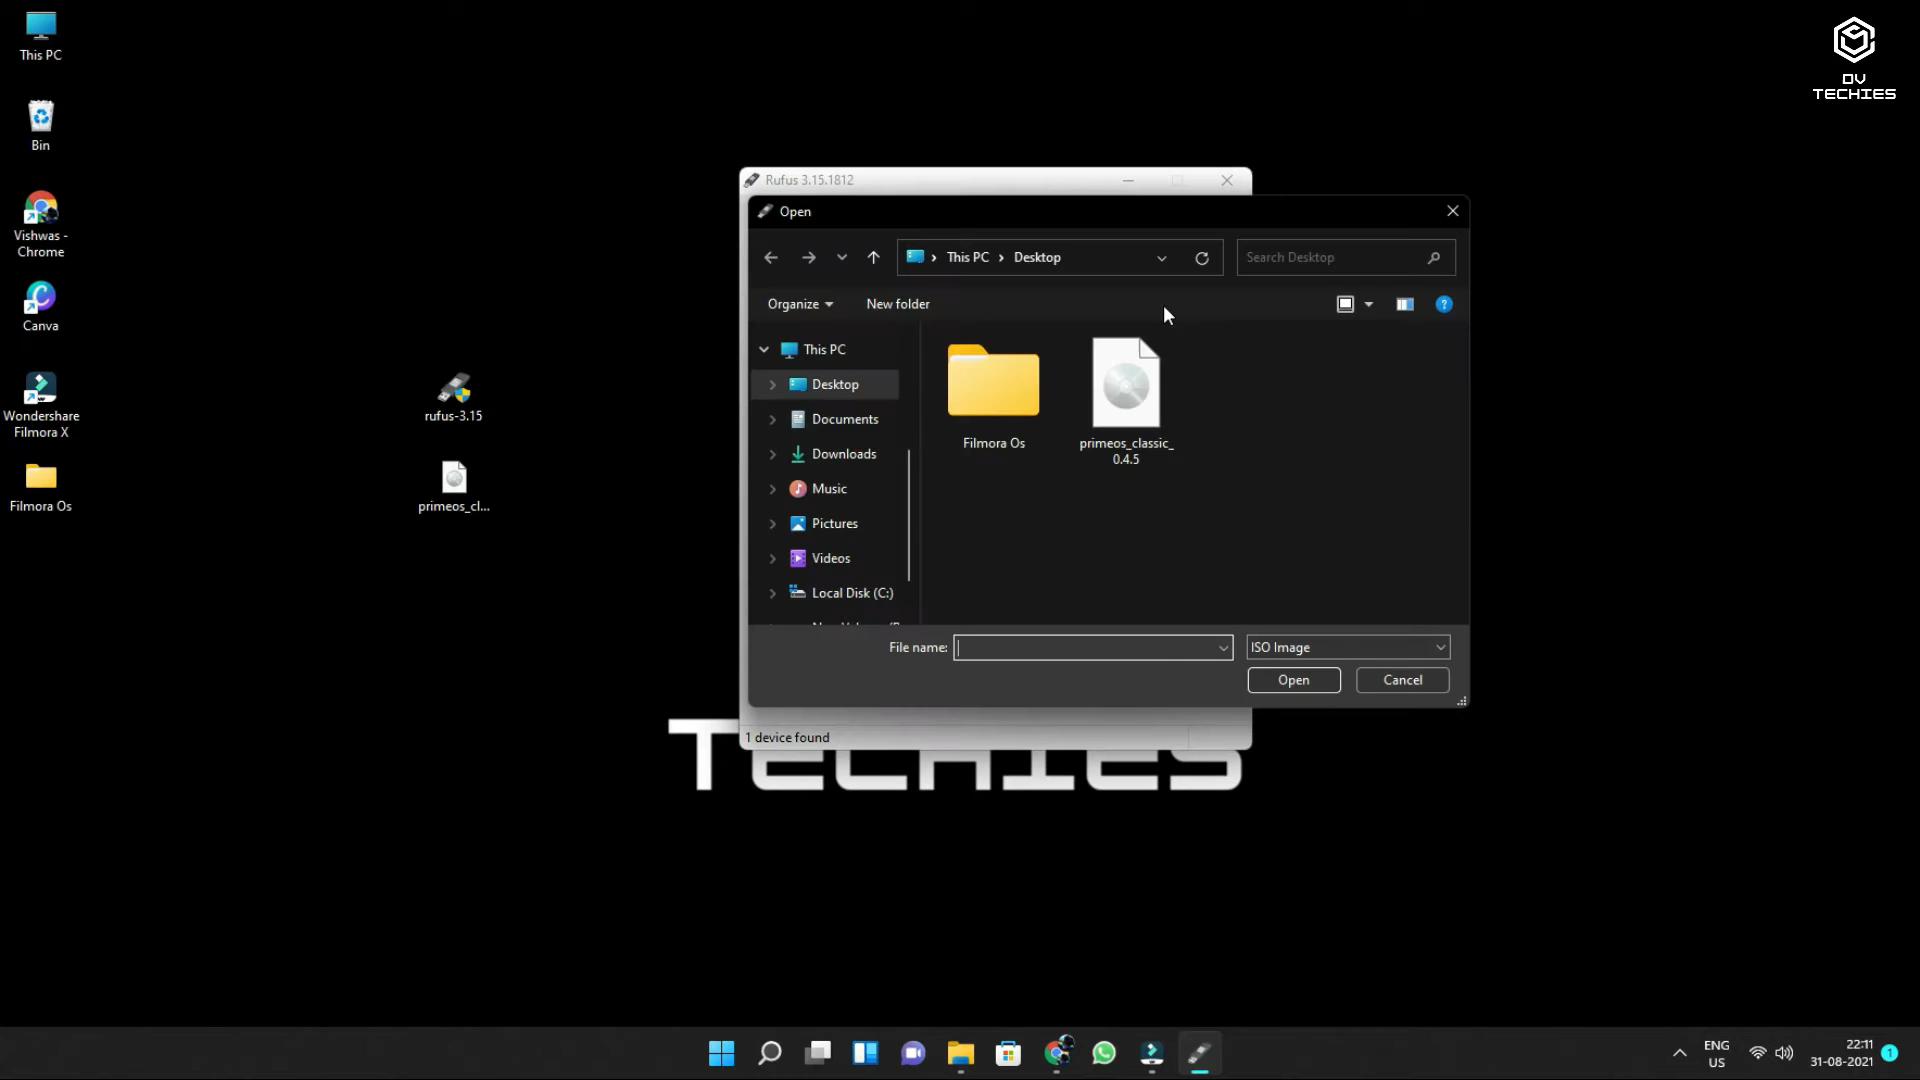 This PC
Bin
Vishwas -
Chrome
Canva
Wondershare
Filmora X
Filmora Os
rufus-3.15
primeos_cl...
OV
TECHIES
Rufus 3.15.1812
Open
This PC
Desktop
Search Desktop
Organize
New folder
This PC
Desktop
Documents
Downloads
Music
Pictures
Videos
Local Disk (C:)
Filmora Os
primeos_classic_
0.4.5
File name:
ISO Image
Open
Cancel
1 device found
TECHIES
ENG
US
22:11
31-08-2021
1